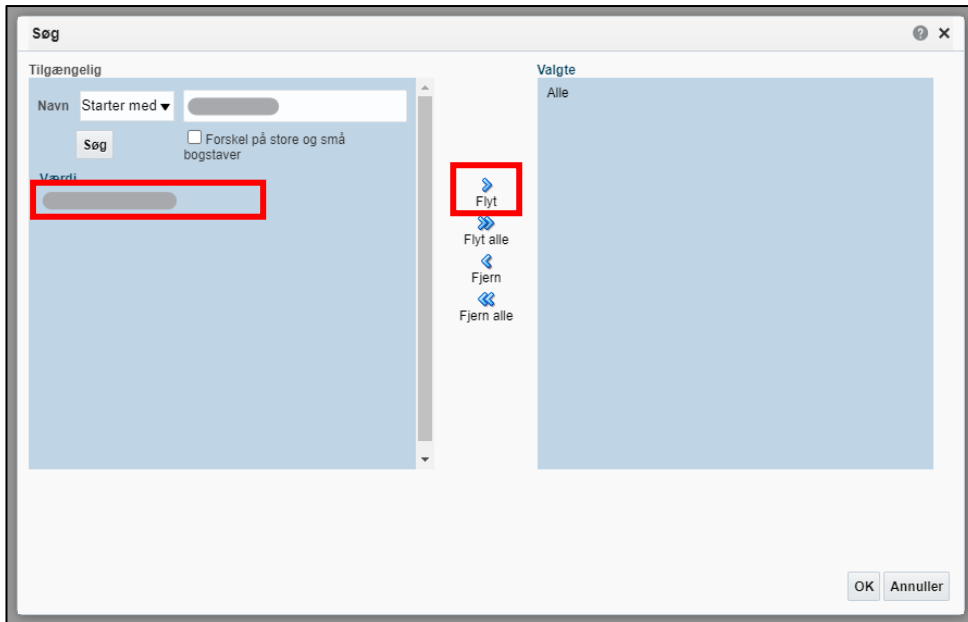 Søg
Tilgængelig
Navn Starter med
Søg
Forskel på store og små
bogstaver
Værdi
Flyt
Flyt alle
Fjern
Fjern alle
Valgte
Alle
OK Annuller